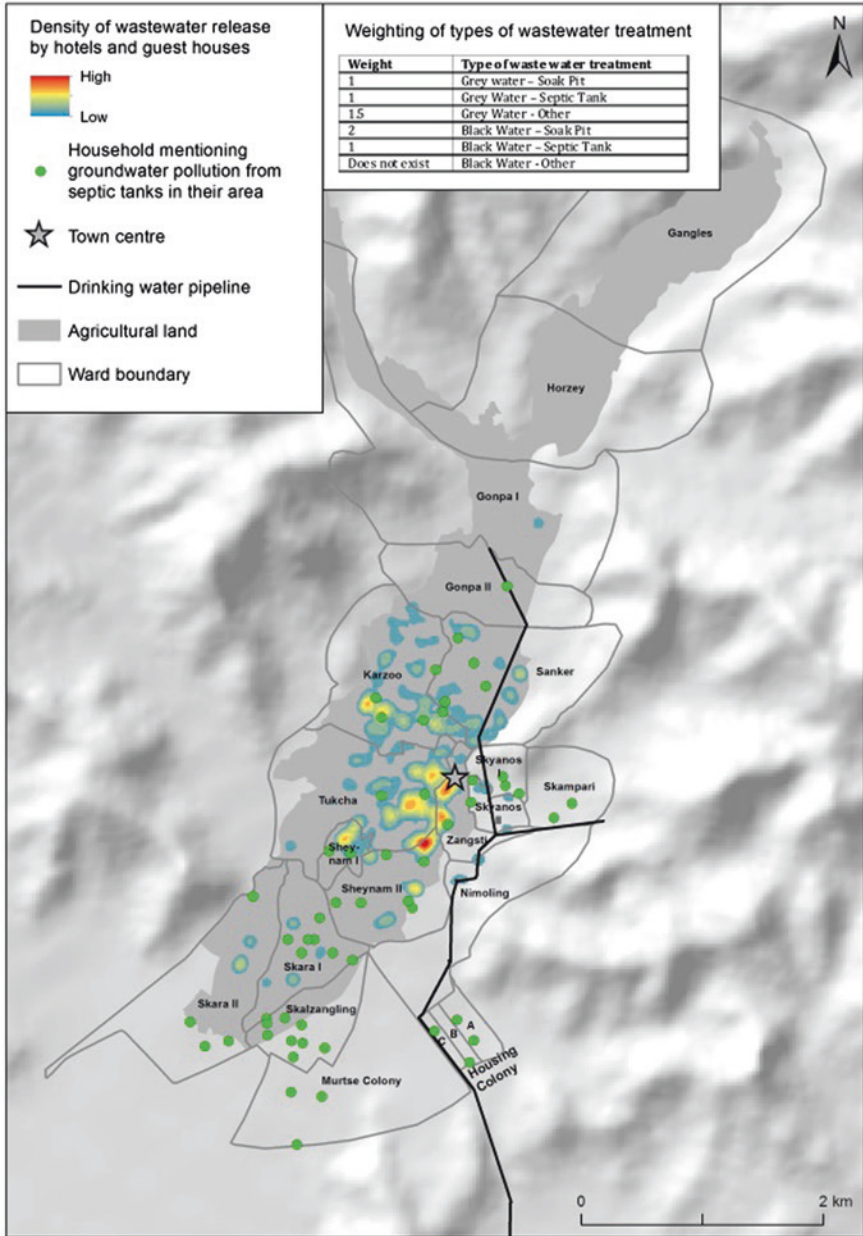 Density of wastewater release
by hotels and guest houses
High
Low
Household mentioning
groundwater pollution from
septic tanks in their area
Town centre
Drinking water pipeline
Agricultural land
Ward boundary
Weighting of types of wastewater treatment
Weight Type of waste water treatment
1 Grey water – Soak Pit
1 Grey Water – Septic Tank
1.5 Grey Water - Other
2 Black Water – Soak Pit
1 Black Water – Septic Tank
Does not exist Black Water - Other
N
Gangles
Horzey
Gonpa I
Gonpa II
Karzoo
Sanker
Skyanos
I
Skampari
Tukcha
Skyanos
II
Zangsti
Shey-
nam I
Sheynam II
Nimoling
Skara I
Skara II
Skalzangling
A
B
C
Housing
Colony
Murtse Colony
0 2 km